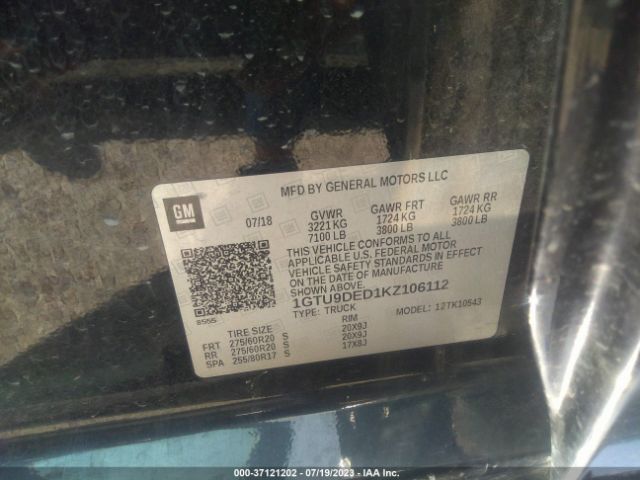 MFD BY GENERAL MOTORS LLC
GM
07/18
GVWR
3221 KG
7100 LB
GAWR FRT
1724 KG
3800 LB
GAWR RR
1724 KG
3800 LB
THIS VEHICLE CONFORMS TO ALL
APPLICABLE U.S. FEDERAL MOTOR
VEHICLE SAFETY STANDARDS IN EFFECT
ON THE DATE OF MANUFACTURE
SHOWN ABOVE.
1GTU9DED1KZ106112
TYPE: TRUCK
MODEL: 12TK10543
8555
TIRE SIZE RIM
FRT 275/60R20 S 20X9J
RR 275/60R20 S 20X9J
SPA 255/80R17 S 17X8J
000-37121202 - 07/19/2023 - IAA Inc.